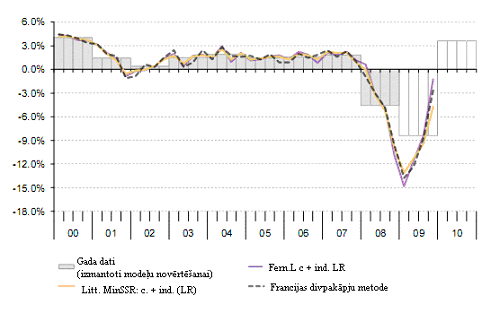 6.0%
3.0%
0.0%
-3.0%
-6.0%
-9.0%
-12.0%
-15.0%
-18.0%
00 01 02 03 04 05 06 07 08 09 10
Gada dati
(izmantoti modeļu novērtēšanai)
Fern.L c + ind. LR
Litt. MinSSR: c. + ind. (LR)
Francijas divpakāpju metode